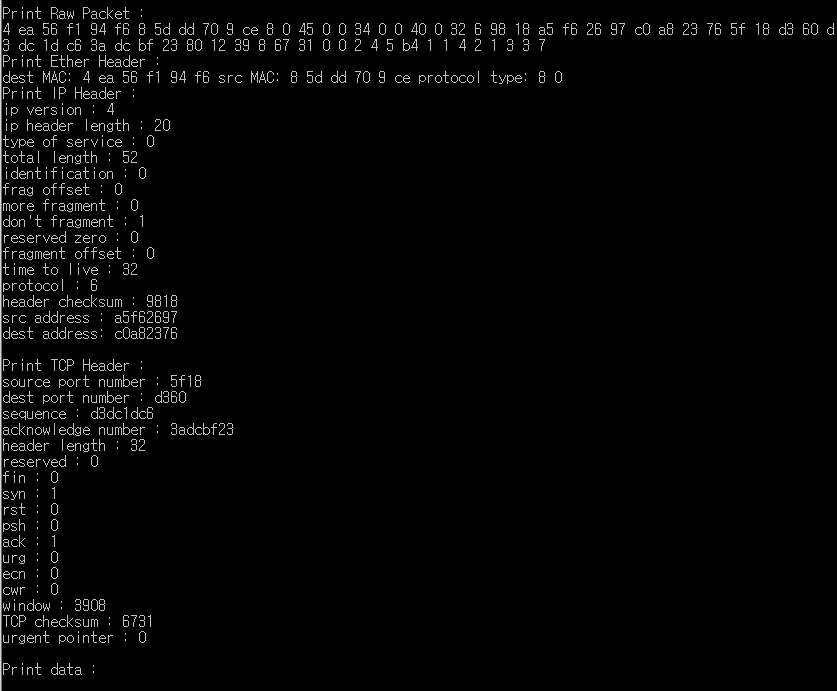 Print Raw Packet :
4 ea 56 f1 94 f6 8 5d dd 70 9 ce 8 0 45 0 0 34 0 0 40 0 32 6 98 18 a5 f6 26 97 c0 a8 23 76 5f 18 d3 60 d
3 dc 1d c6 3a dc bf 23 80 12 39 8 67 31 0 0 2 4 5 b4 1 1 4 2 1 3 3 7
Print Ether Header :
dest MAC: 4 ea 56 f1 94 f6 src MAC: 8 5d dd 70 9 ce protocol type: 8 0
Print IP Header :
ip version : 4
ip header length : 20
type of service : 0
total length : 52
identification : 0
frag offset : 0
more fragment : 0
don't fragment : 1
reserved zero : 0
fragment offset : 0
time to live : 32
protocol : 6
header checksum : 9818
src address : a5f62697
dest address: c0a82376
Print TCP Header :
source port number : 5f18
dest port number : d360
sequence : d3dc1dc6
acknowledge number : 3adcbf23
header length : 32
reserved : 0
fin : 0
syn : 1
rst : 0
psh : 0
ack : 1
urg : 0
ecn : 0
cwr : 0
window : 3908
TCP checksum : 6731
urgent pointer : 0
Print data :